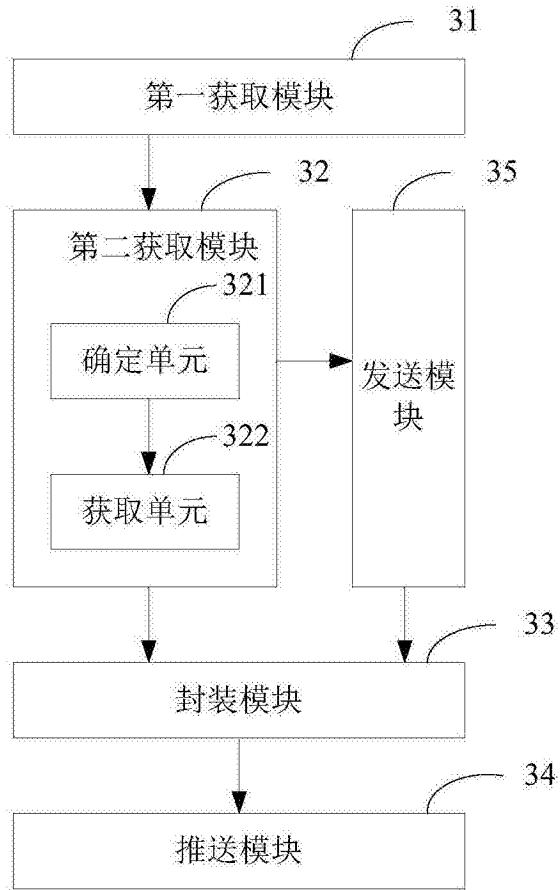 31
第一获取模块
32
35
第二获取模块
321
确定单元
发送模
块
322
获取单元
33
封装模块
34
推送模块